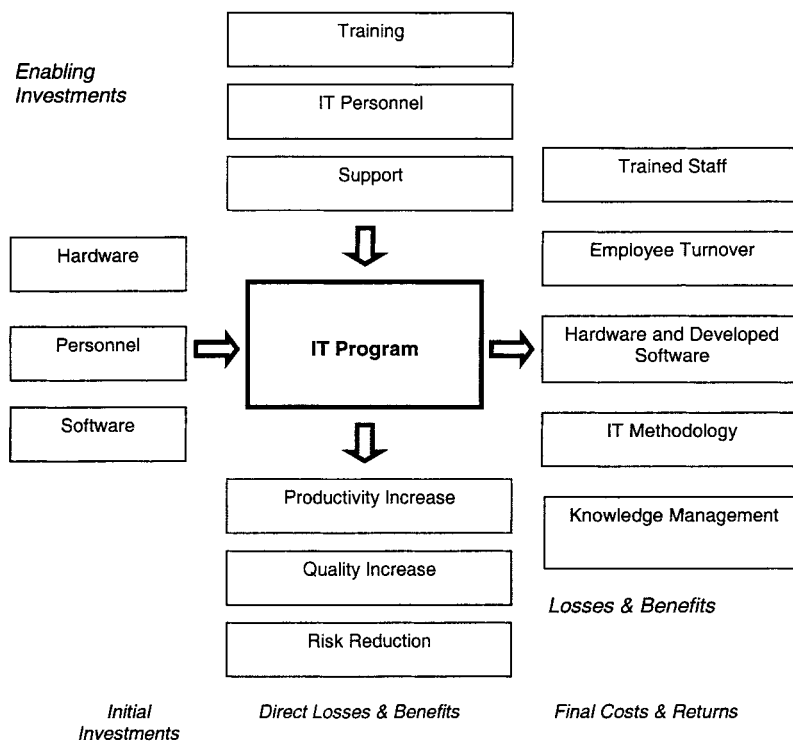 Training
Enabling
Investments
IT Personnel
Support
Trained Staff
Hardware
Employee Turnover
Personnel
IT Program
Hardware and Developed
Software
Software
IT Methodology
Productivity Increase
Knowledge Management
Quality Increase
Losses & Benefits
Risk Reduction
Initial
Investments
Direct Losses & Benefits
Final Costs & Returns